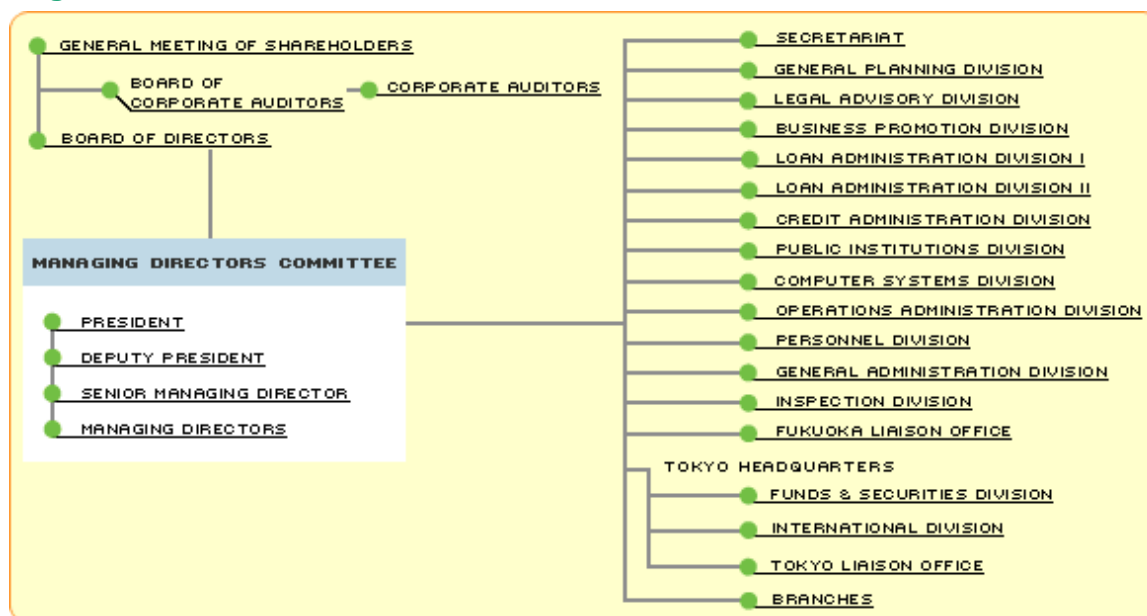 GENERAL MEETING OF SHAREHOLDERS
BOARD OF
CORPORATE AUDITORS
CORPORATE AUDITORS
BOARD OF DIRECTORS
MANAGING DIRECTORS COMMITTEE
PRESIDENT
DEPUTY PRESIDENT
SENIOR MANAGING DIRECTOR
MANAGING DIRECTORS
SECRETARIAT
GENERAL PLANNING DIVISION
LEGAL ADVISORY DIVISION
BUSINESS PROMOTION DIVISION
LOAN ADMINISTRATION DIVISION I
LOAN ADMINISTRATION DIVISION II
CREDIT ADMINISTRATION DIVISION
PUBLIC INSTITUTIONS DIVISION
COMPUTER SYSTEMS DIVISION
OPERATIONS ADMINISTRATION DIVISION
PERSONNEL DIVISION
GENERAL ADMINISTRATION DIVISION
INSPECTION DIVISION
FUKUOKA LIAISON OFFICE
TOKYO HEADQUARTERS
FUNDS & SECURITIES DIVISION
INTERNATIONAL DIVISION
TOKYO LIAISON OFFICE
BRANCHES